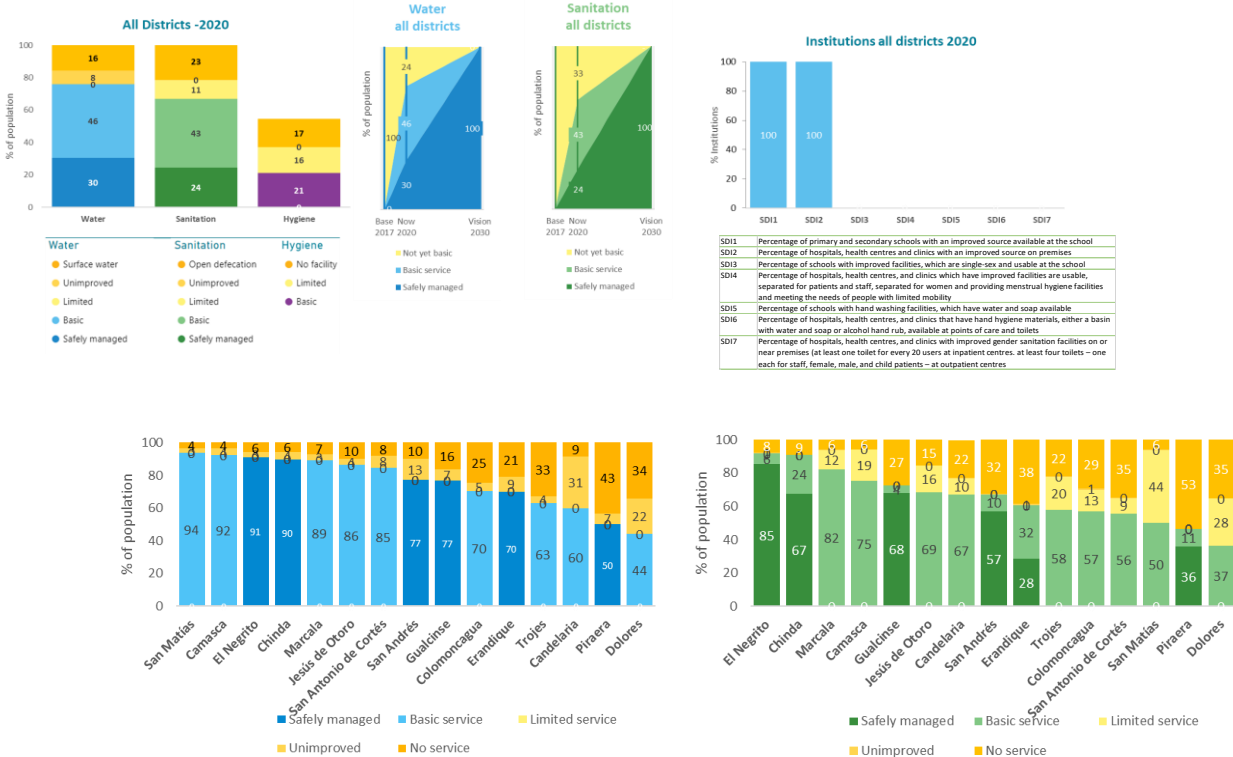 All Districts -2020
100
80
60
40
20
0
% of population
16
8
0
46
30
23
0
11
43
24
17
0
16
21
0
Water
Sanitation
Hygiene
Water
Surface water
Unimproved
Limited
Basic
Safely managed
Sanitation
Open defecation
Unimproved
Limited
Basic
Safely managed
Hygiene
No facility
Limited
Basic
Water
all districts
% of population
24
100
46
30
100
0
Base Now
2017 2020
Vision
2030
Not yet basic
Basic service
Safely managed
Sanitation
all districts
% of population
33
43
24
100
Base Now
2017 2020
Vision
2030
Not yet basic
Basic service
Safely managed
Institutions all districts 2020
100
80
60
40
20
0
% Institutions
100
100
SDI1 SDI2 SDI3 SDI4 SDI5 SDI6 SDI7
SDI1 Percentage of primary and secondary schools with an improved source available at the school
SDI2 Percentage of hospitals, health centres and clinics with an improved source on premises
SDI3 Percentage of schools with improved facilities, which are single-sex and usable at the school
SDI4 Percentage of hospitals, health centres, and clinics which have improved facilities are usable,
separated for patients and staff, separated for women and providing menstrual hygiene facilities
and meeting the needs of people with limited mobility
SDI5 Percentage of schools with hand washing facilities, which have water and soap available
SDI6 Percentage of hospitals, health centres, and clinics that have hand hygiene materials, either a basin
with water and soap or alcohol hand rub, available at points of care and toilets
SDI7 Percentage of hospitals, health centres, and clinics with improved gender sanitation facilities on or
near premises (at least one toilet for every 20 users at inpatient centres. at least four toilets – one
each for staff, female, male, and child patients – at outpatient centres
100
80
60
40
20
0
% of population
4 4 6 6 7 10 8 10 16 25 21 33 9 43 34
13 7 5 9 4 31 7 22
0 0 0 0 0 0 0
94 92 91 90 89 86 85 77 77 70 70 63 60 50 44
San Matías
Camasca
El Negrito
Chinda
Marcala
Jesús de Otoro
San Antonio de Cortés
San Andrés
Gualcinse
Colomoncagua
Erandique
Trojes
Candelaria
Piraera
Dolores
Safely managed
Basic service
Limited service
Unimproved
No service
100
80
60
40
20
0
% of population
8 9 6 6 27 15 22 32 38 22 29 35 6 53 35
0 0 0 0 0 0 0 1 0 0 0 0
24 12 19 16 10 10 32 20 13 9 44 11 28
85 67 82 75 68 69 67 57 28 58 57 56 50 36 37
El Negrito
Chinda
Marcala
Camasca
Gualcinse
Jesús de Otoro
Candelaria
San Andrés
Erandique
Trojes
Colomoncagua
San Antonio de Cortés
San Matías
Piraera
Dolores
Safely managed
Basic service
Limited service
Unimproved
No service